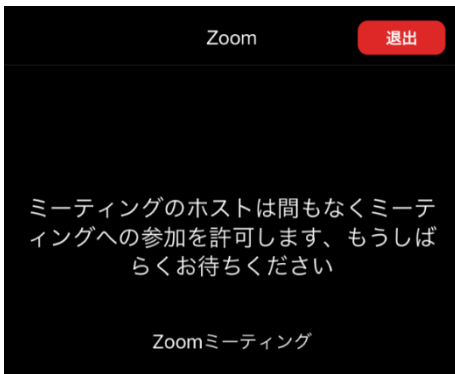 Zoom 退出
ミーティングのホストは間もなくミーテ
ィングへの参加を許可します、もうしば
らくお待ちください
Zoomミーティング